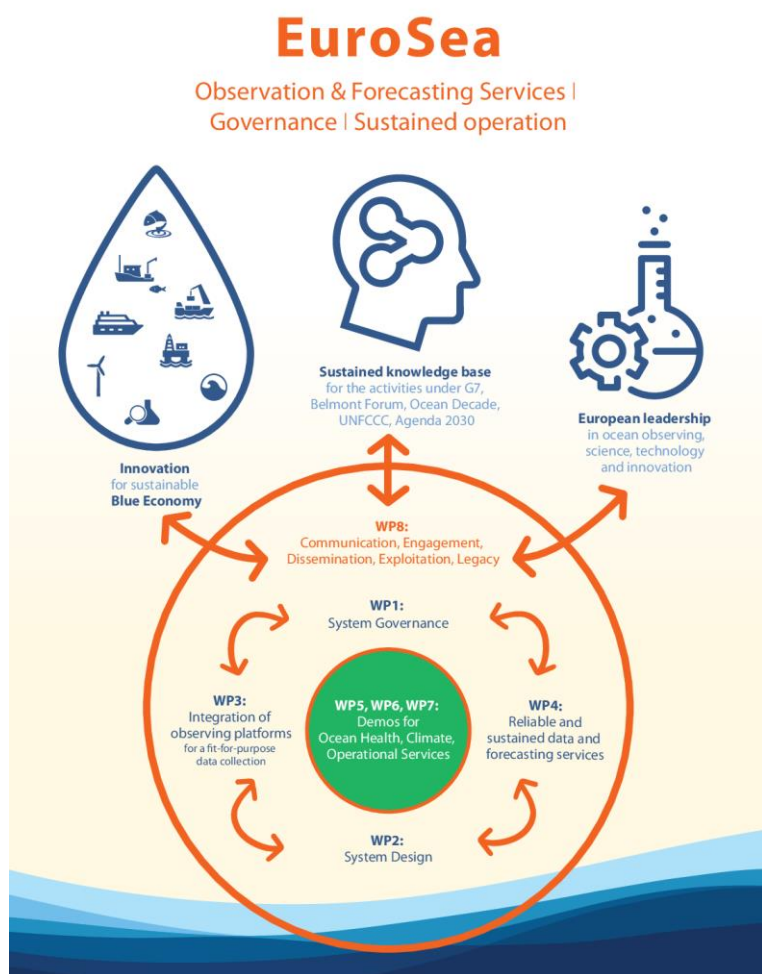 EuroSea
Observation & Forecasting Services |
Governance | Sustained operation
Sustained knowledge base
for the activities under G7,
Belmont Forum, Ocean Decade,
UNFCCC, Agenda 2030
European leadership
in ocean observing,
science, technology
and innovation
Innovation
for sustainable
Blue Economy
WP8:
Communication, Engagement,
Dissemination, Exploitation, Legacy
WP1:
System Governance
WP3:
Integration of
observing platforms
for a fit-for-purpose
data collection
WP5, WP6, WP7:
Demos for
Ocean Health, Climate,
Operational Services
WP4:
Reliable and
sustained data and
forecasting services
WP2:
System Design